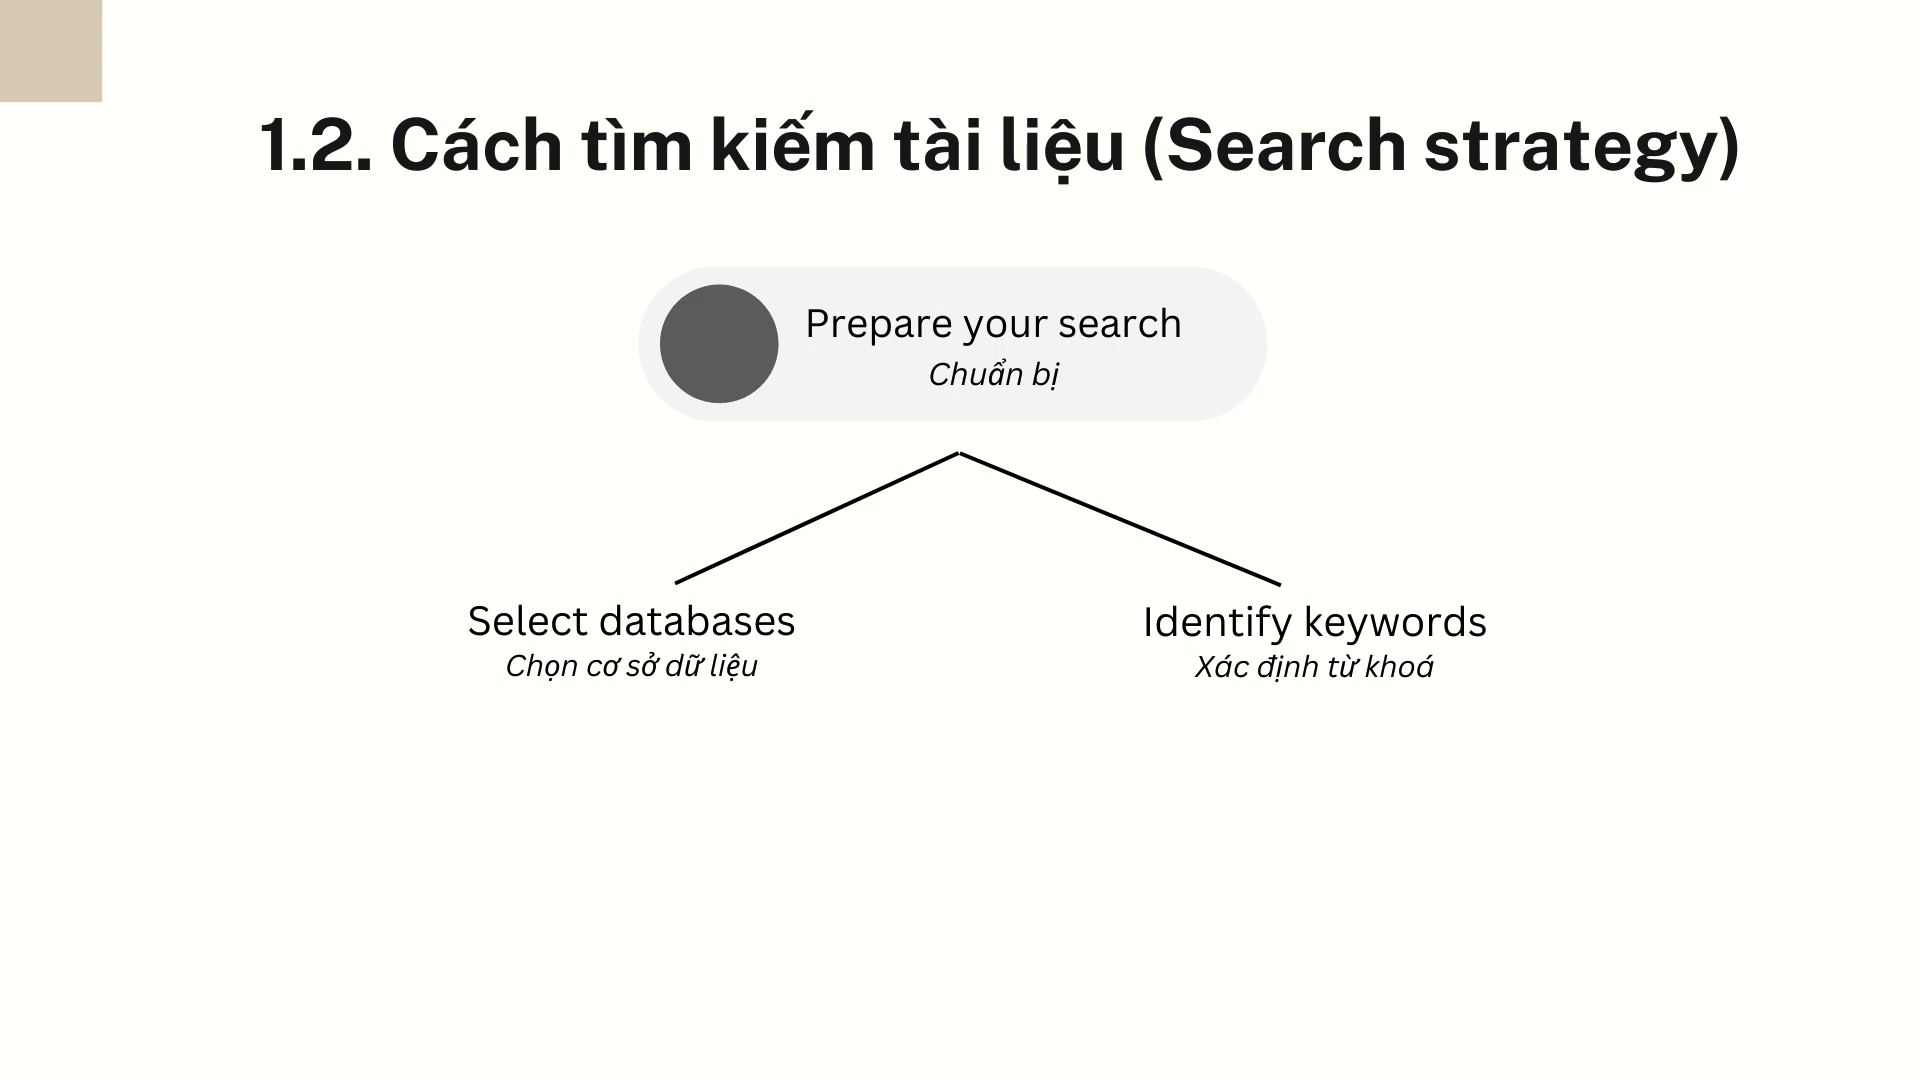 1.2. Cách tìm kiếm tài liệu (Search strategy)
Prepare your search
Chuẩn bị
Select databases
Chọn cơ sở dữ liệu
Identify keywords
Xác định từ khoá